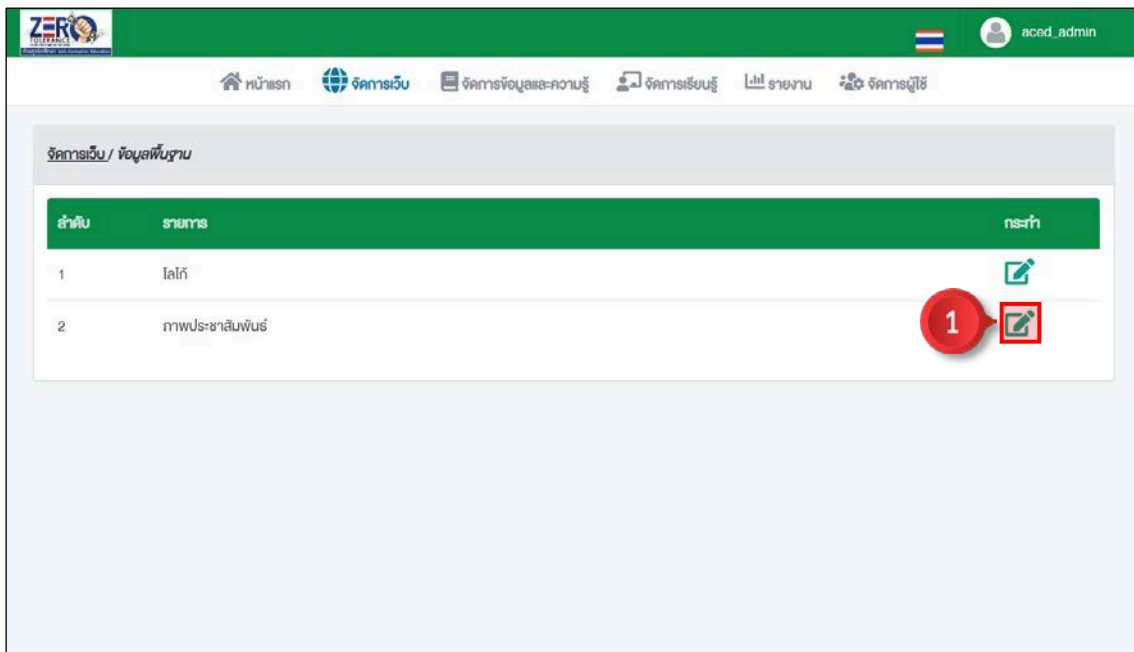 ZERO
TOLERANCE
aced_admin
หน้าแรก จัดการเว็บ จัดการข้อมูลและความรู้ จัดการเรียนรู้ รายงาน จัดการผู้ใช้
จัดการเว็บ / ข้อมูลพื้นฐาน
ลำดับ รายการ กระทำ
1 โลโก้
2 ภาพประชาสัมพันธ์ 1